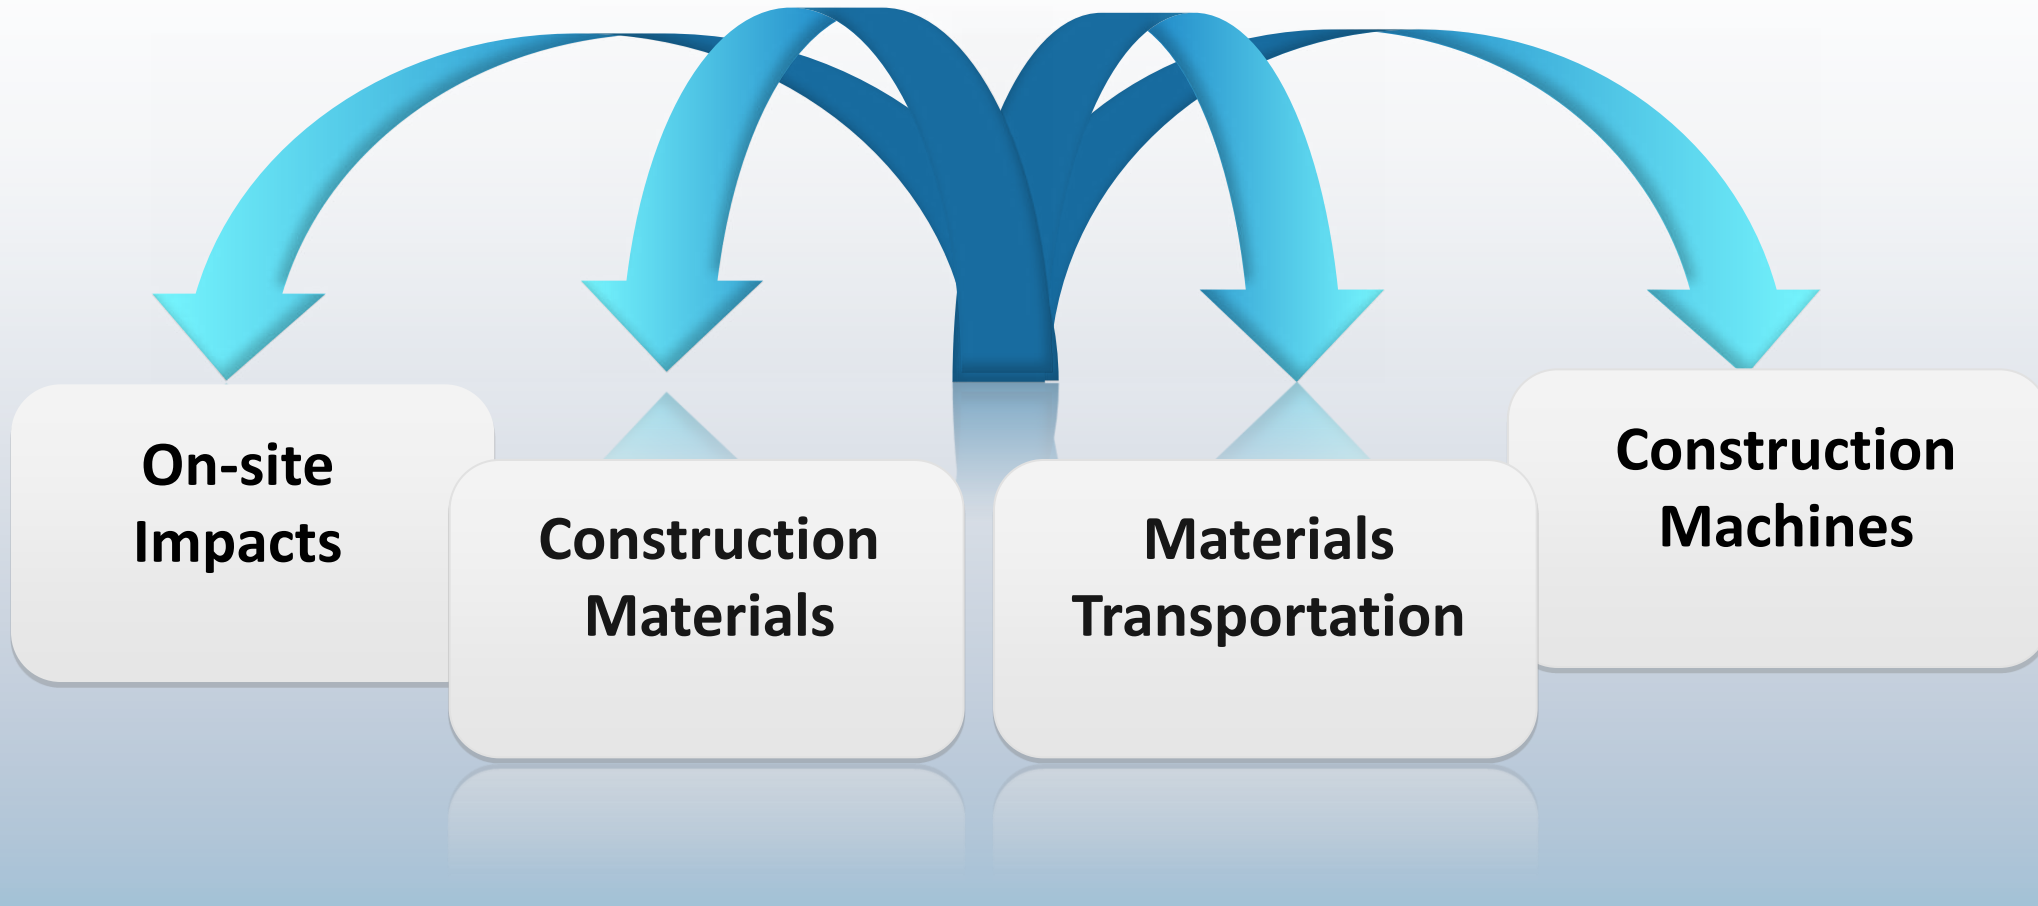 On-site
Impacts
Construction
Materials
Materials
Transportation
Construction
Machines